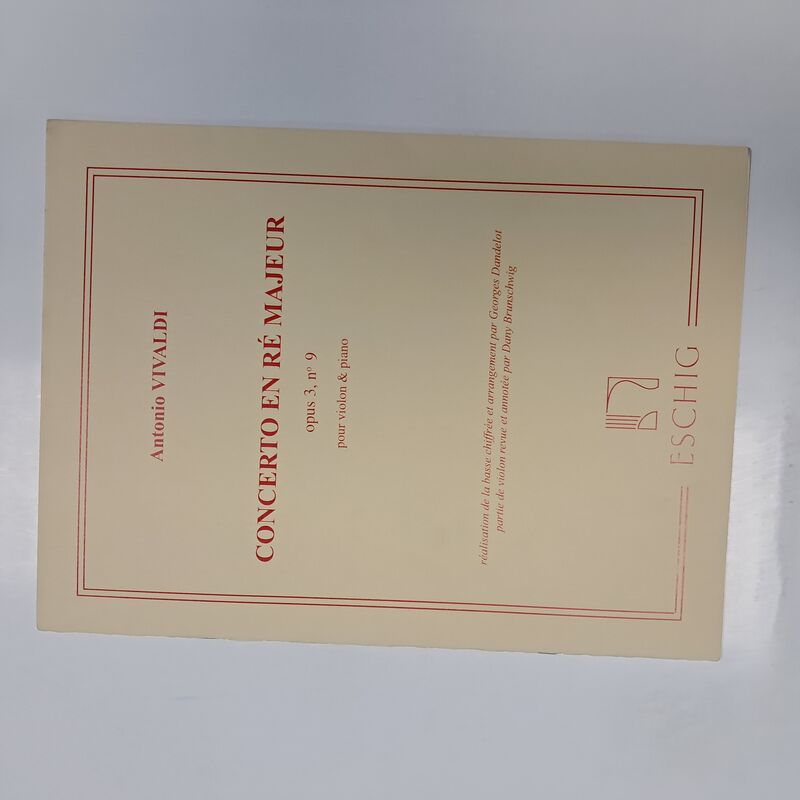 Antonio VIVALDI
CONCERTO EN RÉ MAJEUR
opus 3, nº 9
pour violon & piano
réalisation de la basse chiffrée et arrangement par Georges Dandelot
partie de violon revue et annotée par Dany Brunschwig
ESCHIG